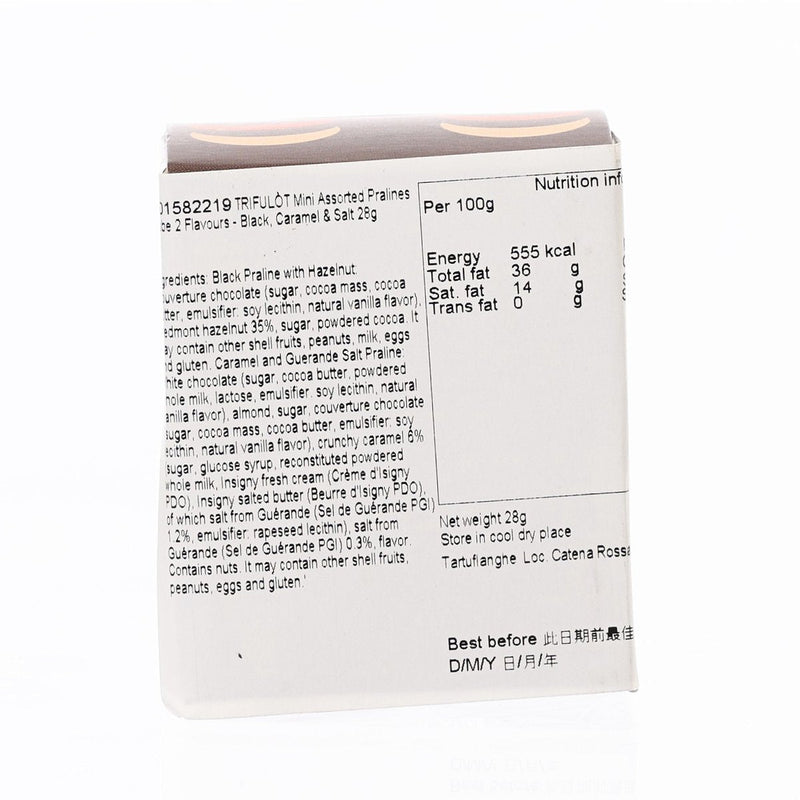 01582219 TRIFULÒT Mini Assorted Pralines
be 2 Flavours - Black, Caramel & Salt 28g
gredients: Black Praline with Hazelnut:
uverture chocolate (sugar, cocoa mass, cocoa
tter, emulsifier: soy lecithin, natural vanilla flavor),
edmont hazelnut 35%, sugar, powdered cocoa. It
ay contain other shell fruits, peanuts, milk, eggs
nd gluten. Caramel and Guerande Salt Praline:
hite chocolate (sugar, cocoa butter, powdered
hole milk, lactose, emulsifier: soy lecithin, natural
anilla flavor), almond, sugar, couverture chocolate
sugar, cocoa mass, cocoa butter, emulsifier: soy
ecithin, natural vanilla flavor), crunchy caramel 6%
sugar, glucose syrup, reconstituted powdered
whole milk, Insigny fresh cream (Crème d'Isigny
PDO), Insigny salted butter (Beurre d'Isigny PDO),
of which salt from Guérande (Sel de Guérande PGI)
1.2%, emulsifier: rapeseed lecithin), salt from
Guérande (Sel de Guérande PGI) 0.3%, flavor.
Contains nuts. It may contain other shell fruits,
peanuts, eggs and gluten.'
Nutrition inf
Per 100g
Energy 555 kcal
Total fat 36 g
Sat. fat 14 g
Trans fat 0 g
Net weight 28g
Store in cool dry place
Tartuflanghe Loc. Catena Rossa
Best before 此日期前最佳
D/M/Y 日/月/年